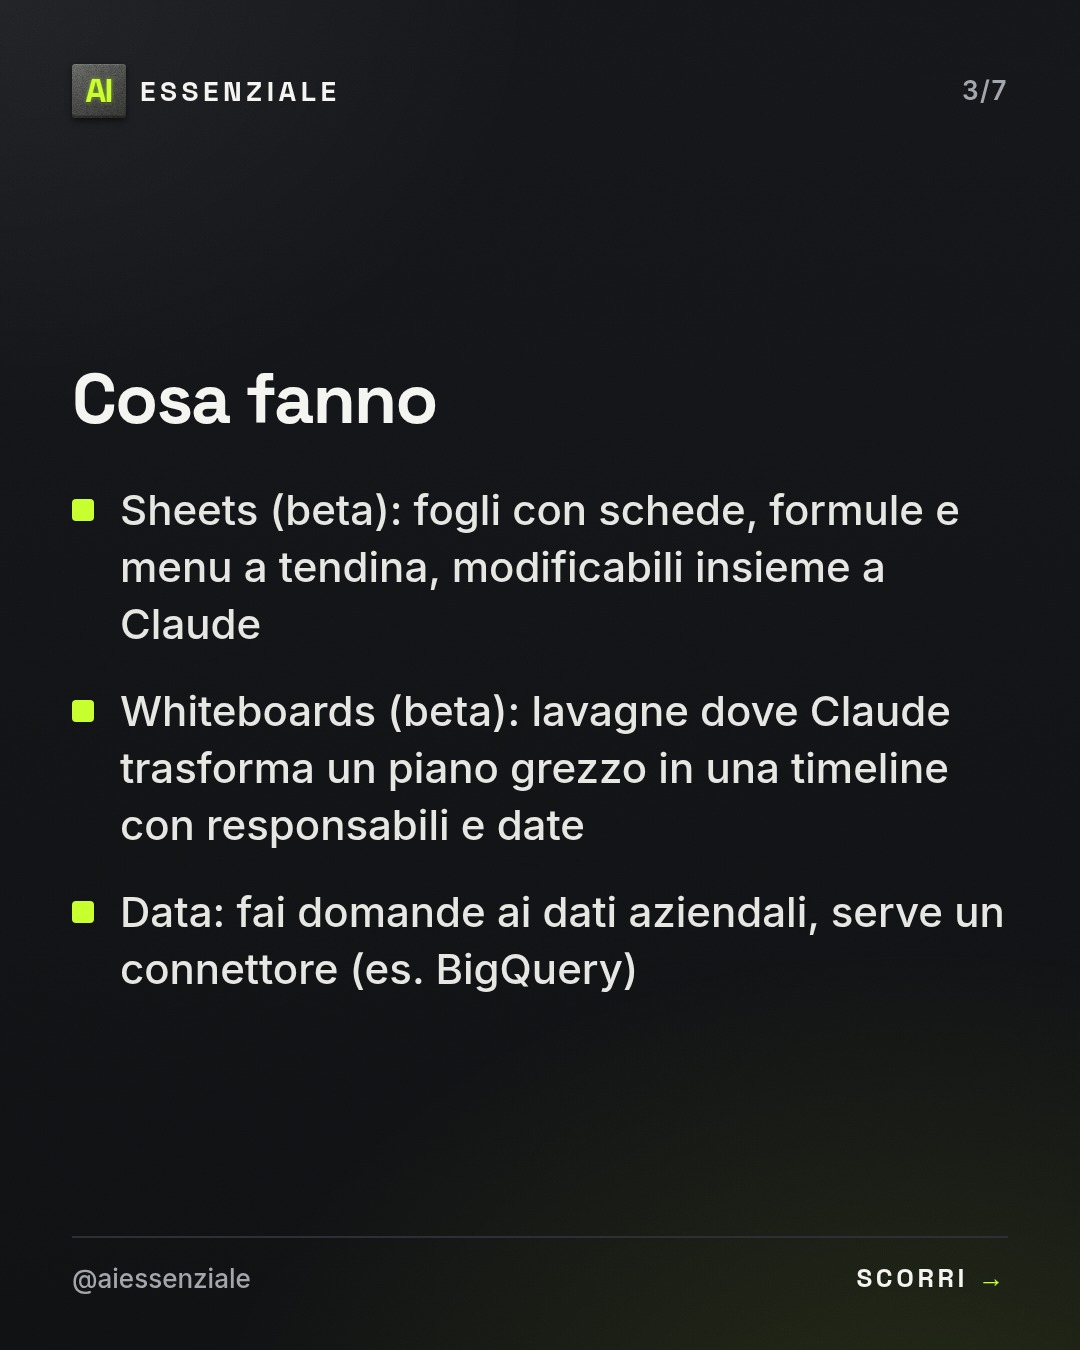 AI ESSENZIALE
3/7
Cosa fanno
Sheets (beta): fogli con schede, formule e
menu a tendina, modificabili insieme a
Claude
Whiteboards (beta): lavagne dove Claude
trasforma un piano grezzo in una timeline
con responsabili e date
Data: fai domande ai dati aziendali, serve un
connettore (es. BigQuery)
@aiessenziale
SCORRI →